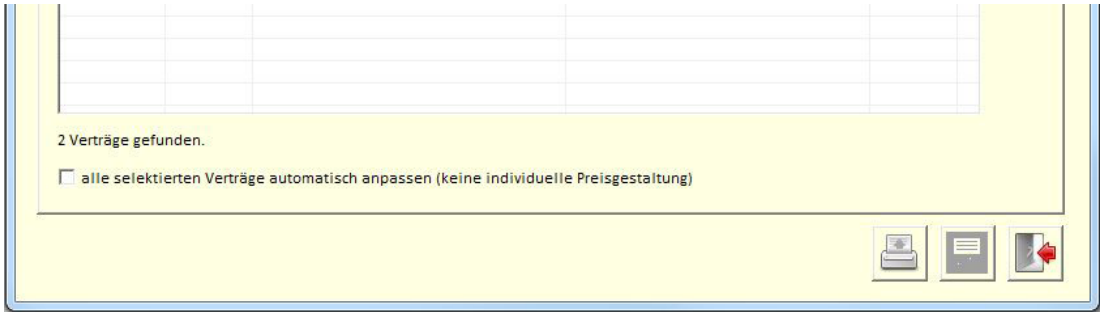 2 Verträge gefunden.
alle selektierten Verträge automatisch anpassen (keine individuelle Preisgestaltung)